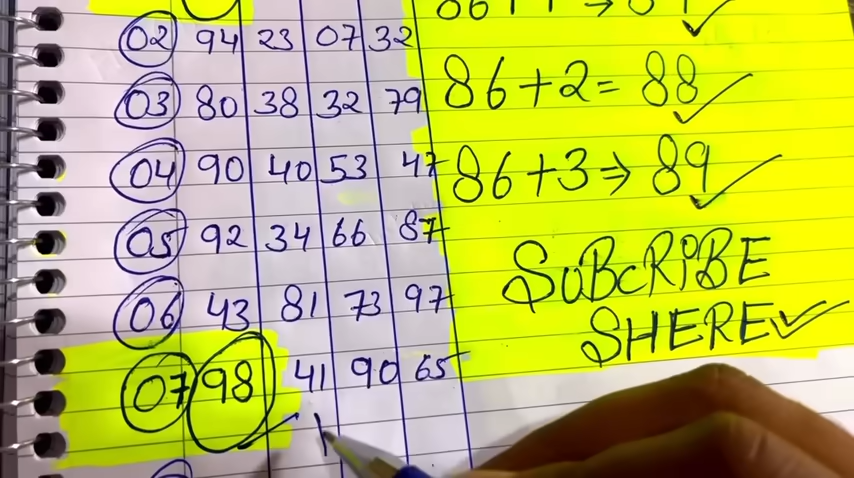 02 94 23 07 32
03 80 38 32 79
04 90 40 53 47
05 92 34 66 87
06 43 81 73 97
07 98 41 90 65
86+2= 88
86+3⇒ 89
SUBCRIBE
SHERE